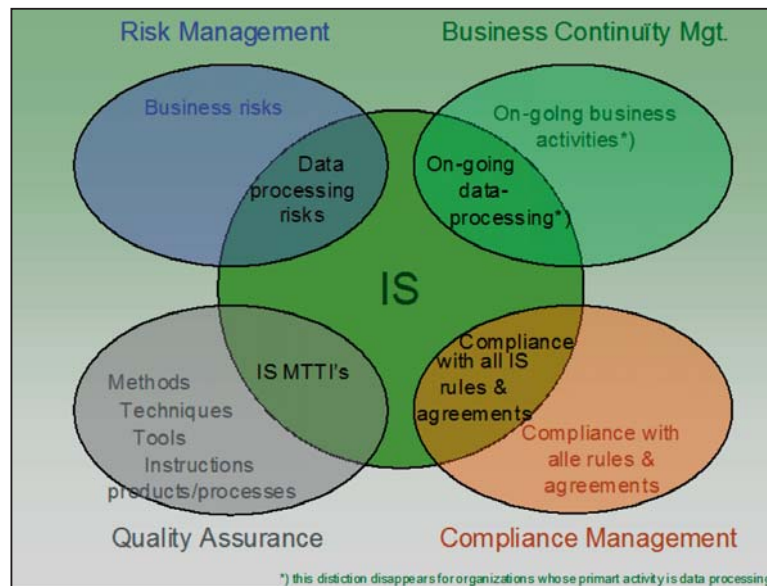 Risk Management
Business Continuïty Mgt.
Business risks
On-going business
activities*)
Data
processing
risks
On-going
data-
processing*)
IS
IS MTTI's
Compliance
with all IS
rules &
agreements
Methods
Techniques
Tools
Instructions
products/processes
Compliance with
alle rules &
agreements
Quality Assurance
Compliance Management
*) this distiction disappears for organizations whose primart activity is data processing